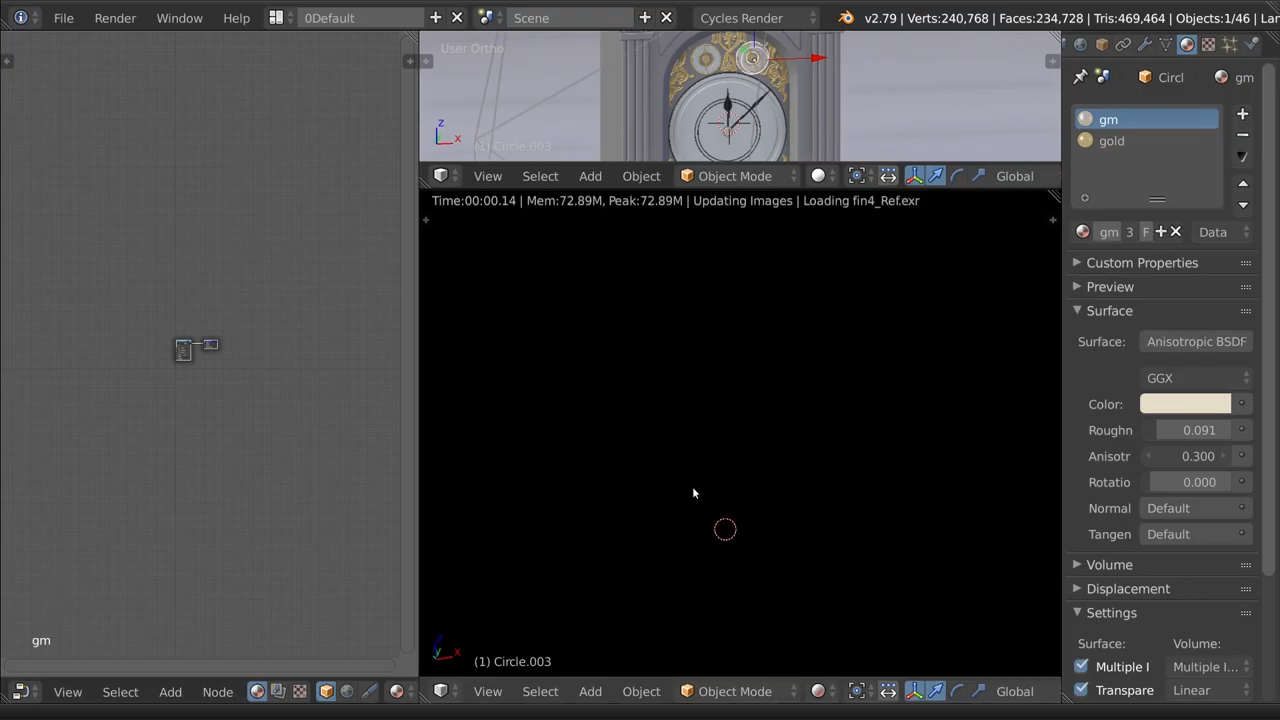 File Render Window Help 0Default Scene Cycles Render v2.79 | Verts:240,768 | Faces:234,728 | Tris:469,464 | Objects:1/46 | Lan
User Ortho
z
x
(1) Circle.003
View Select Add Object Object Mode Global
Time:00:00.14 | Mem:72.89M, Peak:72.89M | Updating Images | Loading fin4_Ref.exr
z
y x
(1) Circle.003
View Select Add Object Object Mode Global
gm
View Select Add Node
Circl gm
gm
gold
gm 3 F Data
Custom Properties
Preview
Surface
Surface: Anisotropic BSDF
GGX
Color:
Roughn 0.091
Anisotr 0.300
Rotatio 0.000
Normal Default
Tangen Default
Volume
Displacement
Settings
Surface: Volume:
Multiple I Multiple I...
Transpare Linear